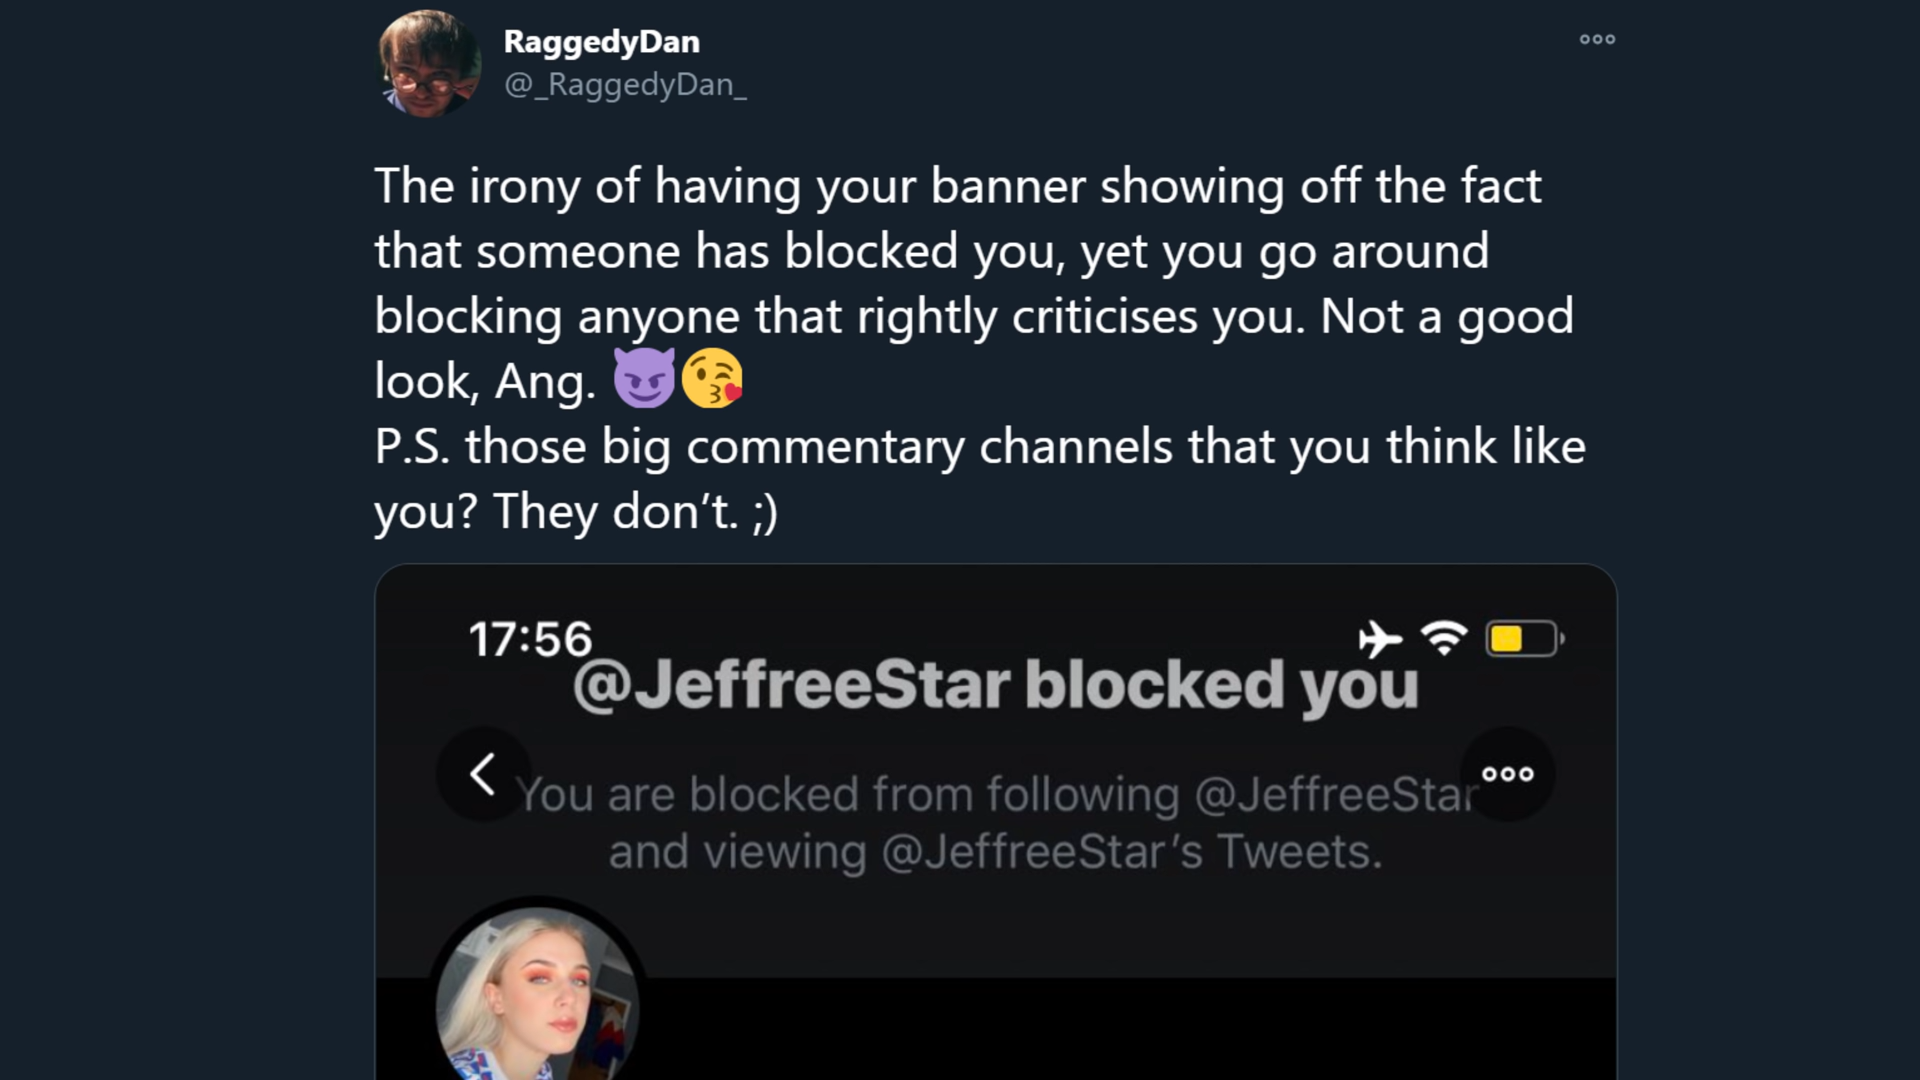 RaggedyDan
@_RaggedyDan_
The irony of having your banner showing off the fact
that someone has blocked you, yet you go around
blocking anyone that rightly criticises you. Not a good
look, Ang. 😈😘
P.S. those big commentary channels that you think like
you? They don’t. ;)
17:56
@JeffreeStar blocked you
You are blocked from following @JeffreeStar
and viewing @JeffreeStar’s Tweets.